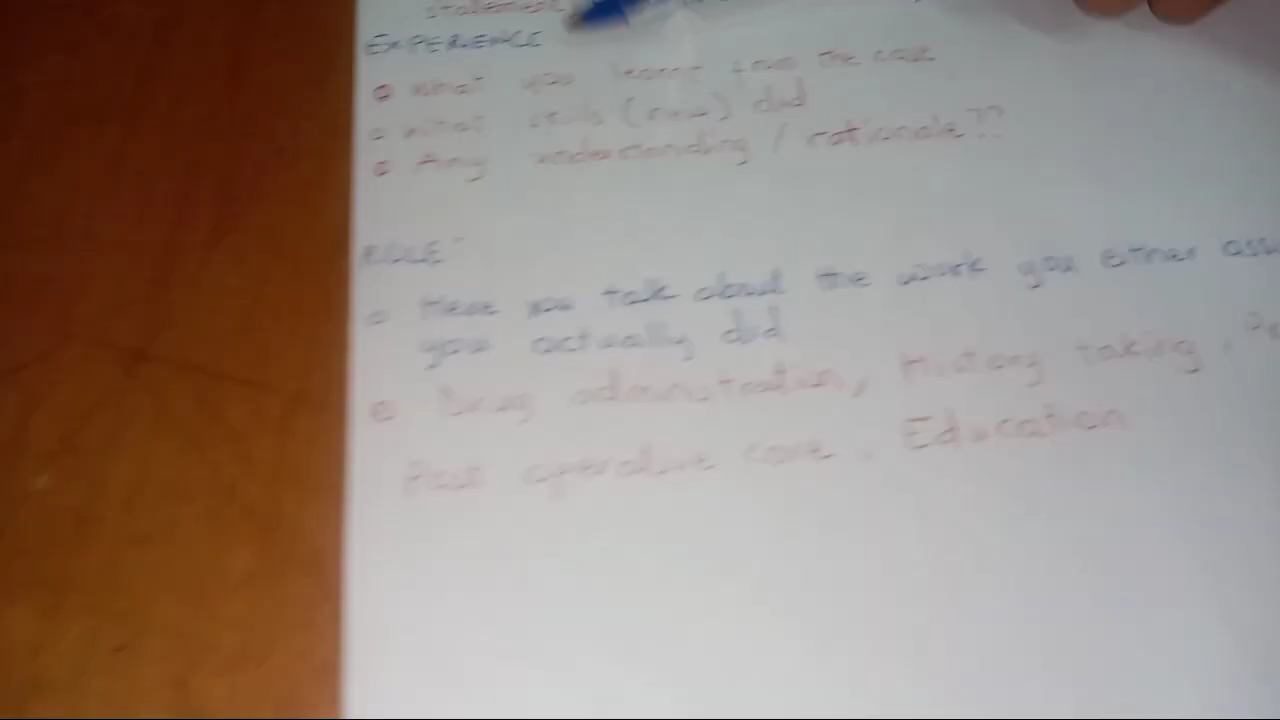 statement
EXPERIENCE
What you learnt from the case
What skills (new) did
Any understanding / rationale??
ROLE
Here you talk about the work you either
you actually did
Drug administration, History taking,
Post operative care. Education